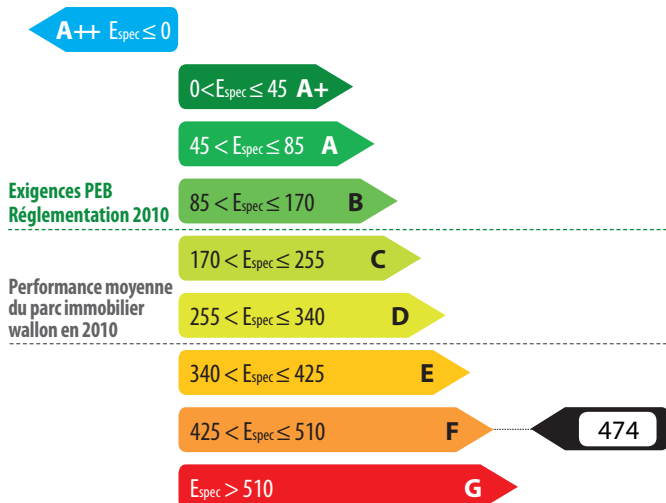 A++ Espec ≤ 0
0 < Espec ≤ 45 A+
45 < Espec ≤ 85 A
Exigences PEB
Réglementation 2010
85 < Espec ≤ 170 B
170 < Espec ≤ 255 C
Performance moyenne
du parc immobilier
wallon en 2010
255 < Espec ≤ 340 D
340 < Espec ≤ 425 E
425 < Espec ≤ 510 F 474
Espec > 510 G